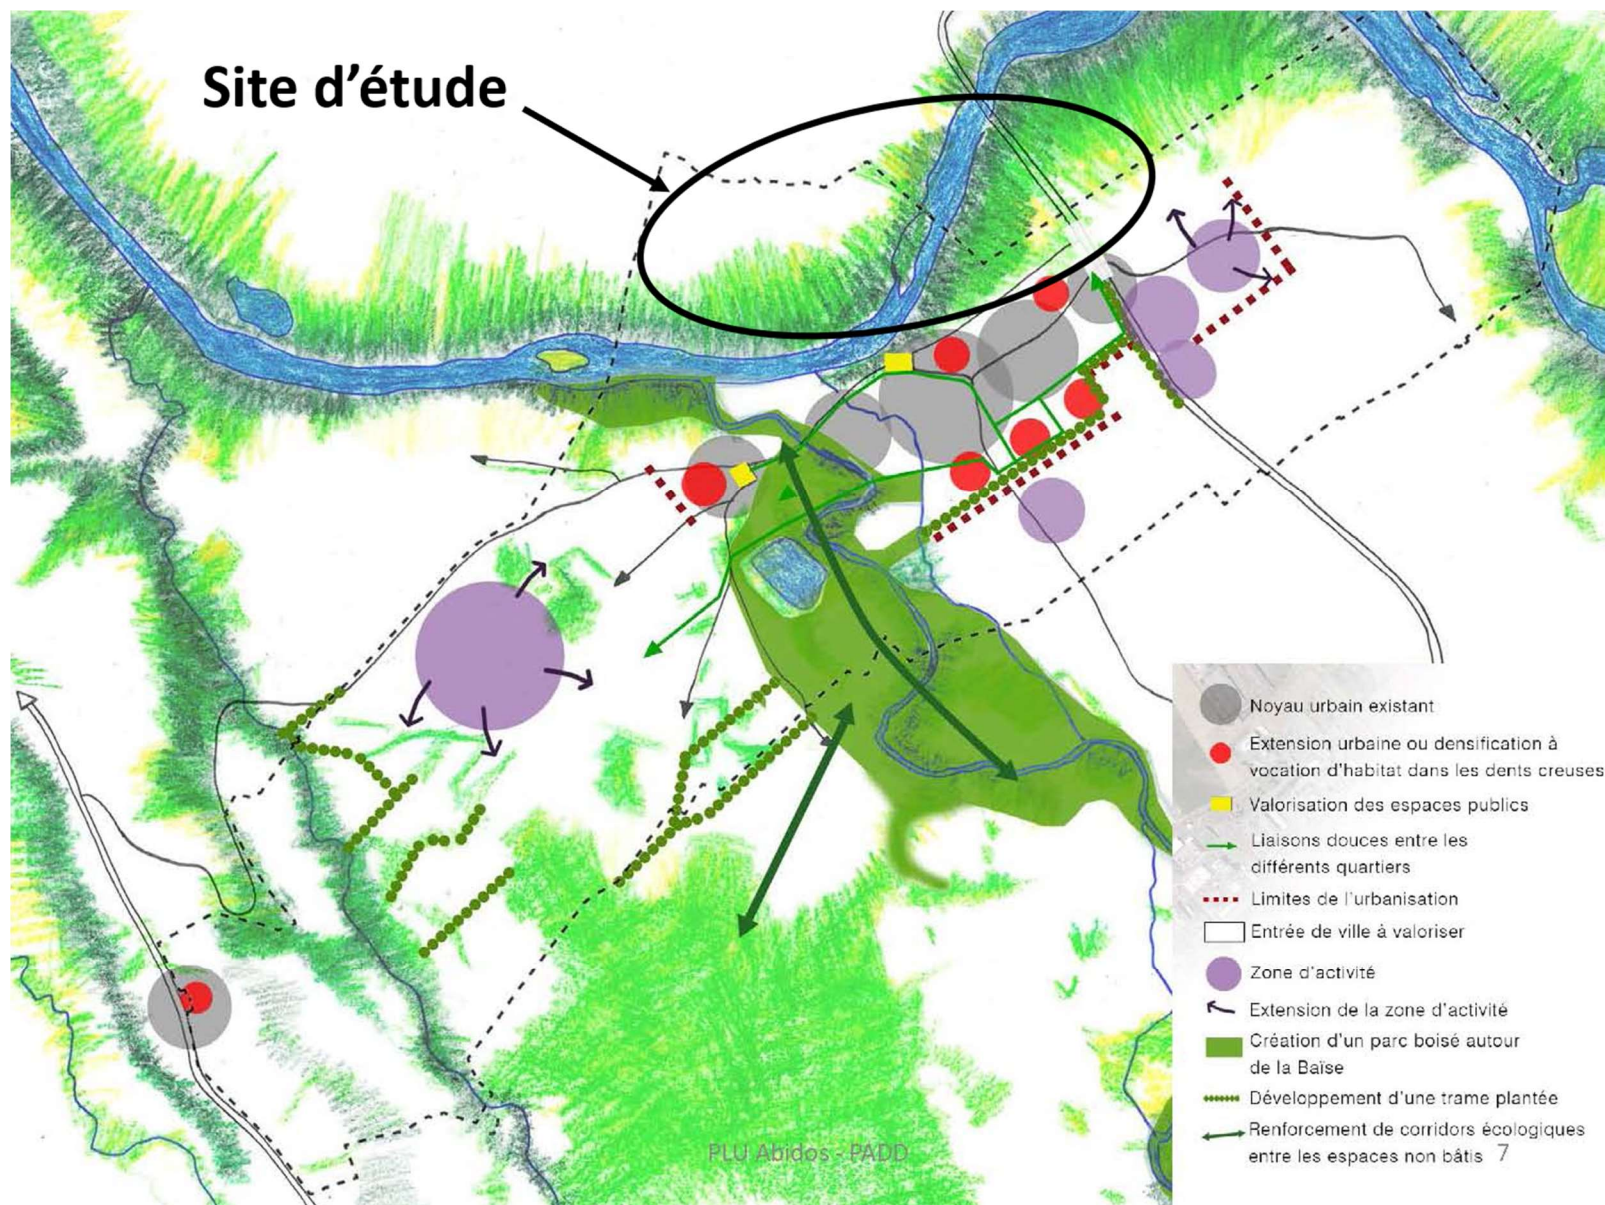 Site d’étude
Noyau urbain existant
Extension urbaine ou densification à
vocation d’habitat dans les dents creuses
Valorisation des espaces publics
Liaisons douces entre les
différents quartiers
Limites de l’urbanisation
Entrée de ville à valoriser
Zone d’activité
Extension de la zone d’activité
Création d’un parc boisé autour
de la Baïse
Développement d’une trame plantée
Renforcement de corridors écologiques
entre les espaces non bâtis
PLU Abidos - PADD
7